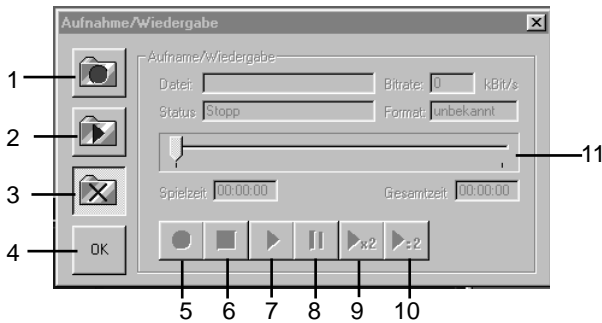 Aufnahme/Wiedergabe
Aufname/Wiedergabe
Datei: Bitrate: 0 kBit/s
Status Stopp Format: unbekannt
Spielzeit 00:00:00 Gesamtzeit 00:00:00
OK
x2 :2
1
2
3
4
5 6 7 8 9 10
11